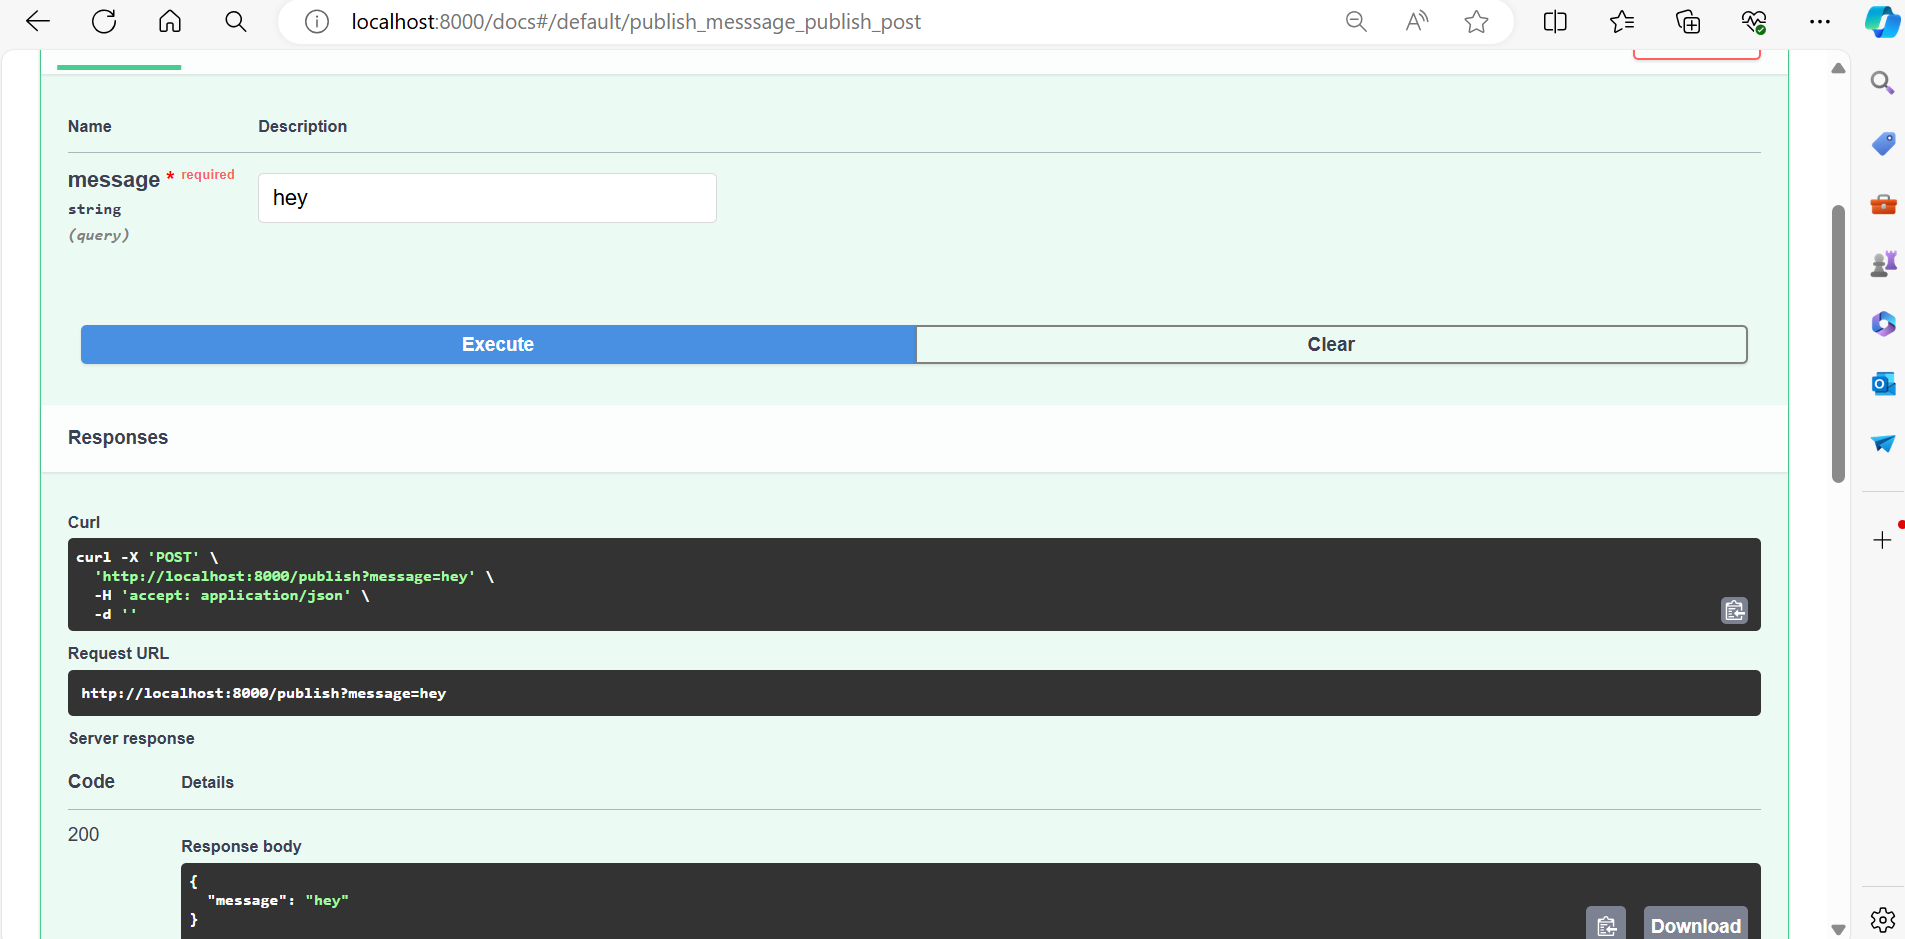 localhost:8000/docs#/default/publish_messsage_publish_post
Name Description
message * required
hey
string
(query)
Execute Clear
Responses
Curl
curl -X 'POST' \
'http://localhost:8000/publish?message=hey' \
-H 'accept: application/json' \
-d ''
Request URL
http://localhost:8000/publish?message=hey
Server response
Code Details
200
Response body
{
"message": "hey"
}
Download